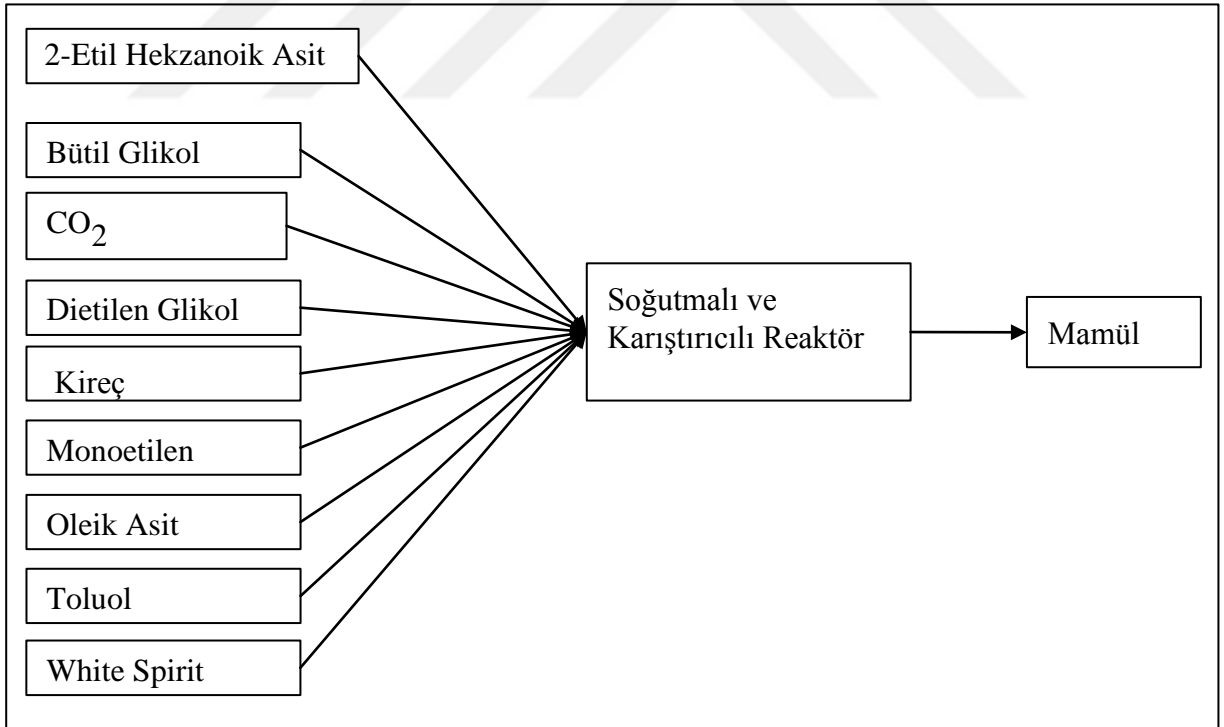 2-Etil Hekzanoik Asit
Bütil Glikol
CO2
Dietilen Glikol
Kireç
Monoetilen
Oleik Asit
Toluol
White Spirit
Soğutmalı ve
Karıştırıcılı Reaktör
Mamül